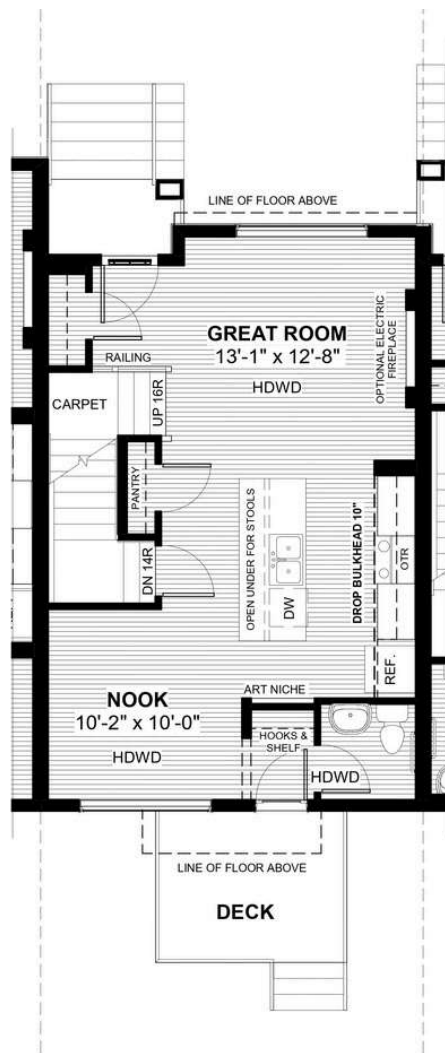 LINE OF FLOOR ABOVE
GREAT ROOM
13'-1" x 12'-8"
HDWD
OPTIONAL ELECTRIC
FIREPLACE
RAILING
CARPET
UP 16R
PANTRY
DN 14R
OPEN UNDER FOR STOOLS
DW
DROP BULKHEAD 10"
OTR
REF.
ART NICHE
NOOK
10'-2" x 10'-0"
HDWD
HOOKS &
SHELF
HDWD
LINE OF FLOOR ABOVE
DECK